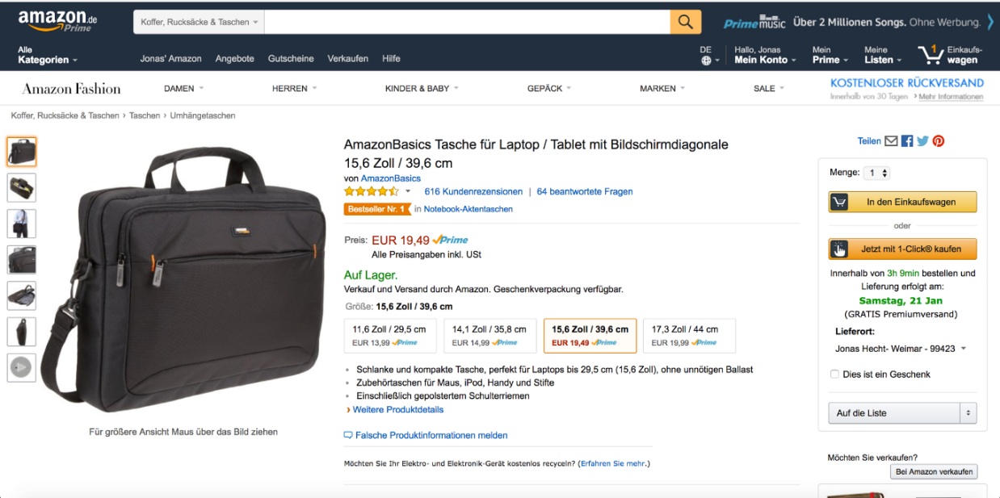 amazon.de
Prime
Koffer, Rucksäcke & Taschen
Prime music Über 2 Millionen Songs. Ohne Werbung.
Alle
Kategorien
Jonas' Amazon Angebote Gutscheine Verkaufen Hilfe
DE
Hallo, Jonas
Mein Konto
Mein
Prime
Meine
Listen
1
Einkaufs-
wagen
Amazon Fashion DAMEN HERREN KINDER & BABY GEPÄCK MARKEN SALE
KOSTENLOSER RÜCKVERSAND
Innerhalb von 30 Tagen › Mehr Informationen
Koffer, Rucksäcke & Taschen › Taschen › Umhängetaschen
Für größere Ansicht Maus über das Bild ziehen
AmazonBasics Tasche für Laptop / Tablet mit Bildschirmdiagonale
15,6 Zoll / 39,6 cm
von AmazonBasics
616 Kundenrezensionen | 64 beantwortete Fragen
Bestseller Nr. 1 in Notebook-Aktentaschen
Preis: EUR 19,49 Prime
Alle Preisangaben inkl. USt
Auf Lager.
Verkauf und Versand durch Amazon. Geschenkverpackung verfügbar.
Größe: 15,6 Zoll / 39,6 cm
11,6 Zoll / 29,5 cm
EUR 13,99 Prime
14,1 Zoll / 35,8 cm
EUR 14,99 Prime
15,6 Zoll / 39,6 cm
EUR 19,49 Prime
17,3 Zoll / 44 cm
EUR 19,99 Prime
• Schlanke und kompakte Tasche, perfekt für Laptops bis 29,5 cm (15,6 Zoll), ohne unnötigen Ballast
• Zubehörtaschen für Maus, iPod, Handy und Stifte
• Einschließlich gepolstertem Schulterriemen
› Weitere Produktdetails
Falsche Produktinformationen melden
Möchten Sie Ihr Elektro- und Elektronik-Gerät kostenlos recyceln? (Erfahren Sie mehr.)
Teilen
Menge: 1
In den Einkaufswagen
oder
Jetzt mit 1-Click® kaufen
Innerhalb von 3h 9min bestellen und
Lieferung erfolgt am:
Samstag, 21 Jan
(GRATIS Premiumversand)
Lieferort:
Jonas Hecht- Weimar - 99423
Dies ist ein Geschenk
Auf die Liste
Möchten Sie verkaufen?
Bei Amazon verkaufen